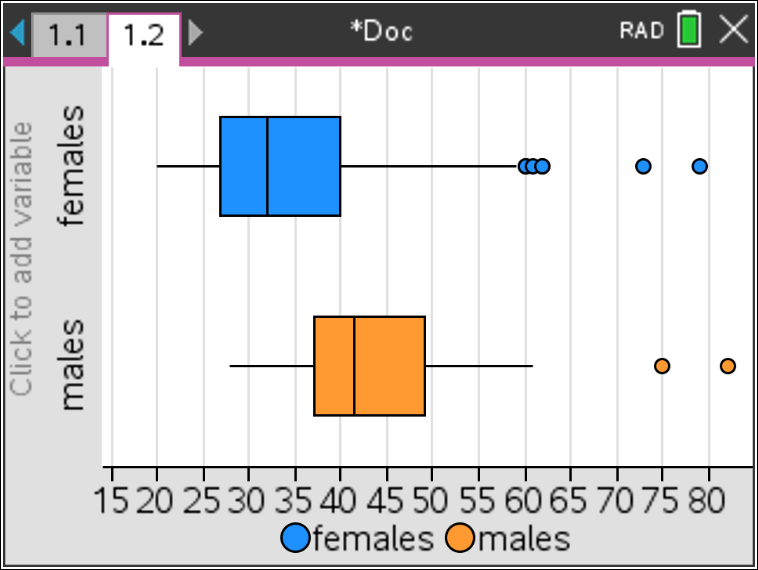 1.1 1.2 *Doc RAD
Click to add variable
females
males
15 20 25 30 35 40 45 50 55 60 65 70 75 80
females males